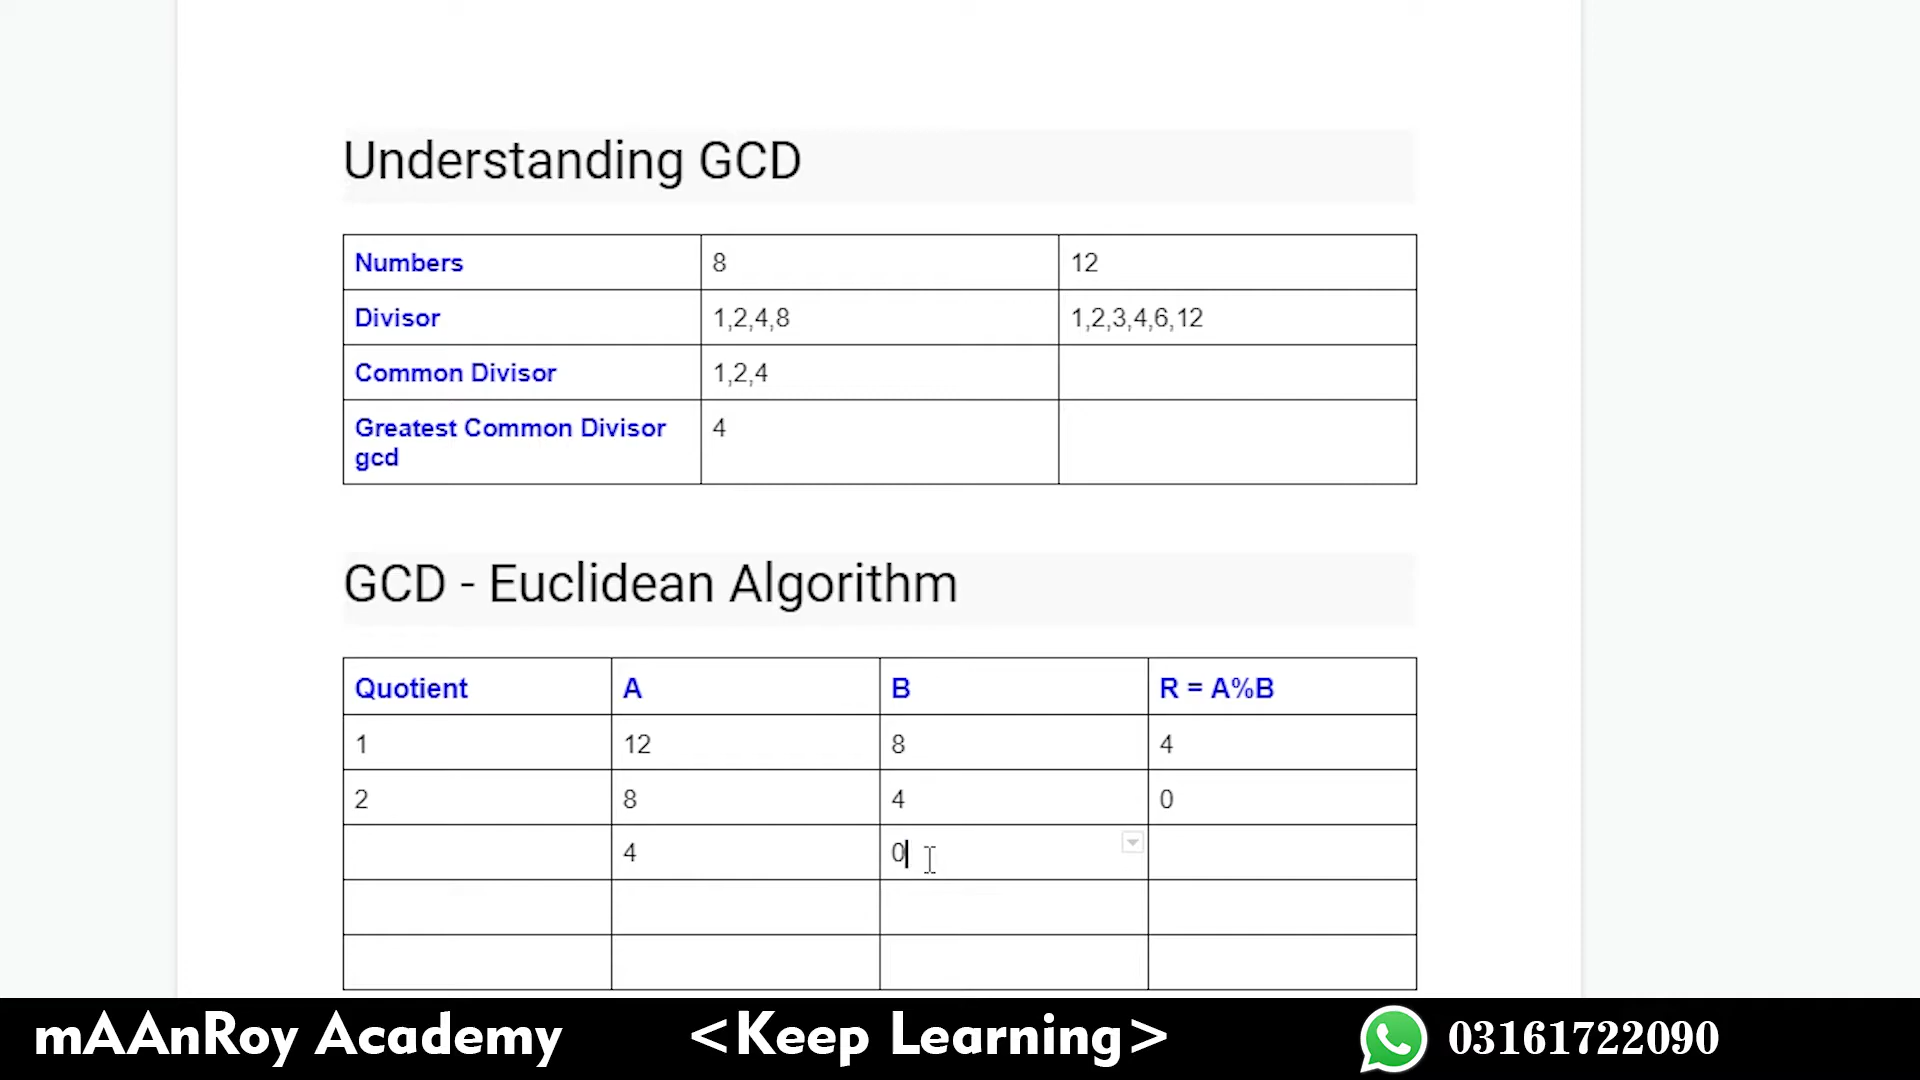 Understanding GCD
Numbers 8 12
Divisor 1,2,4,8 1,2,3,4,6,12
Common Divisor 1,2,4
Greatest Common Divisor 4
gcd
GCD - Euclidean Algorithm
Quotient A B R = A%B
1 12 8 4
2 8 4 0
4 0
mAAnRoy Academy <Keep Learning> 03161722090